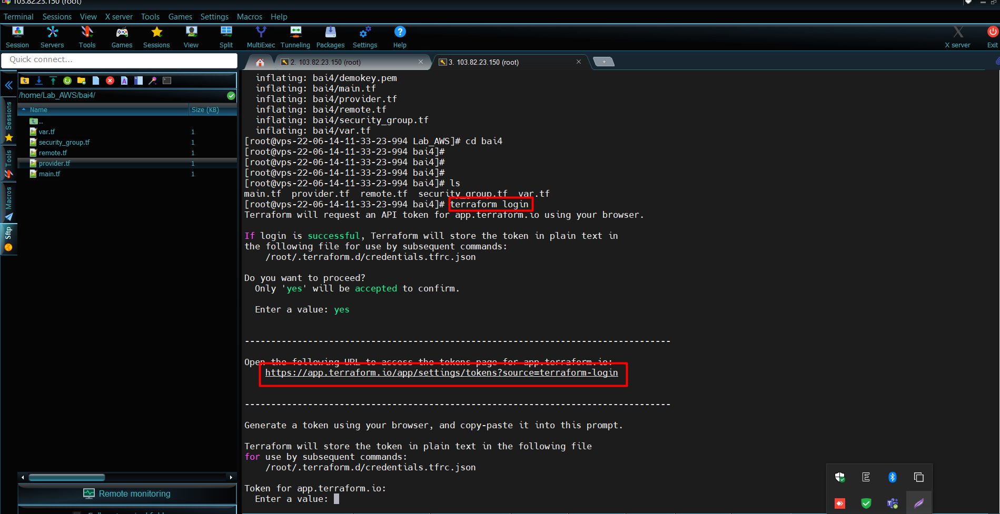 103.82.23.150 (root)
Terminal Sessions View X server Tools Games Settings Macros Help
Session Servers Tools Games Sessions View Split MultiExec Tunneling Packages Settings Help X server Exit
Quick connect...
2. 103.82.23.150 (root)
3. 103.82.23.150 (root)
/home/Lab_AWS/bai4/
Name Size (KB)
..
var.tf 1
security_group.tf 1
remote.tf 1
provider.tf 1
main.tf 1
Sessions
Tools
Macros
Sftp
Remote monitoring
inflating: bai4/demokey.pem
inflating: bai4/main.tf
inflating: bai4/provider.tf
inflating: bai4/remote.tf
inflating: bai4/security_group.tf
inflating: bai4/var.tf
[root@vps-22-06-14-11-33-23-994 Lab_AWS]# cd bai4
[root@vps-22-06-14-11-33-23-994 bai4]#
[root@vps-22-06-14-11-33-23-994 bai4]#
[root@vps-22-06-14-11-33-23-994 bai4]#
[root@vps-22-06-14-11-33-23-994 bai4]# ls
main.tf provider.tf remote.tf security_group.tf var.tf
[root@vps-22-06-14-11-33-23-994 bai4]# terraform login
Terraform will request an API token for app.terraform.io using your browser.
If login is successful, Terraform will store the token in plain text in
the following file for use by subsequent commands:
/root/.terraform.d/credentials.tfrc.json
Do you want to proceed?
Only 'yes' will be accepted to confirm.
Enter a value: yes
---------------------------------------------------------------------------------
Open the following URL to access the tokens page for app.terraform.io:
https://app.terraform.io/app/settings/tokens?source=terraform-login
---------------------------------------------------------------------------------
Generate a token using your browser, and copy-paste it into this prompt.
Terraform will store the token in plain text in the following file
for use by subsequent commands:
/root/.terraform.d/credentials.tfrc.json
Token for app.terraform.io:
Enter a value: